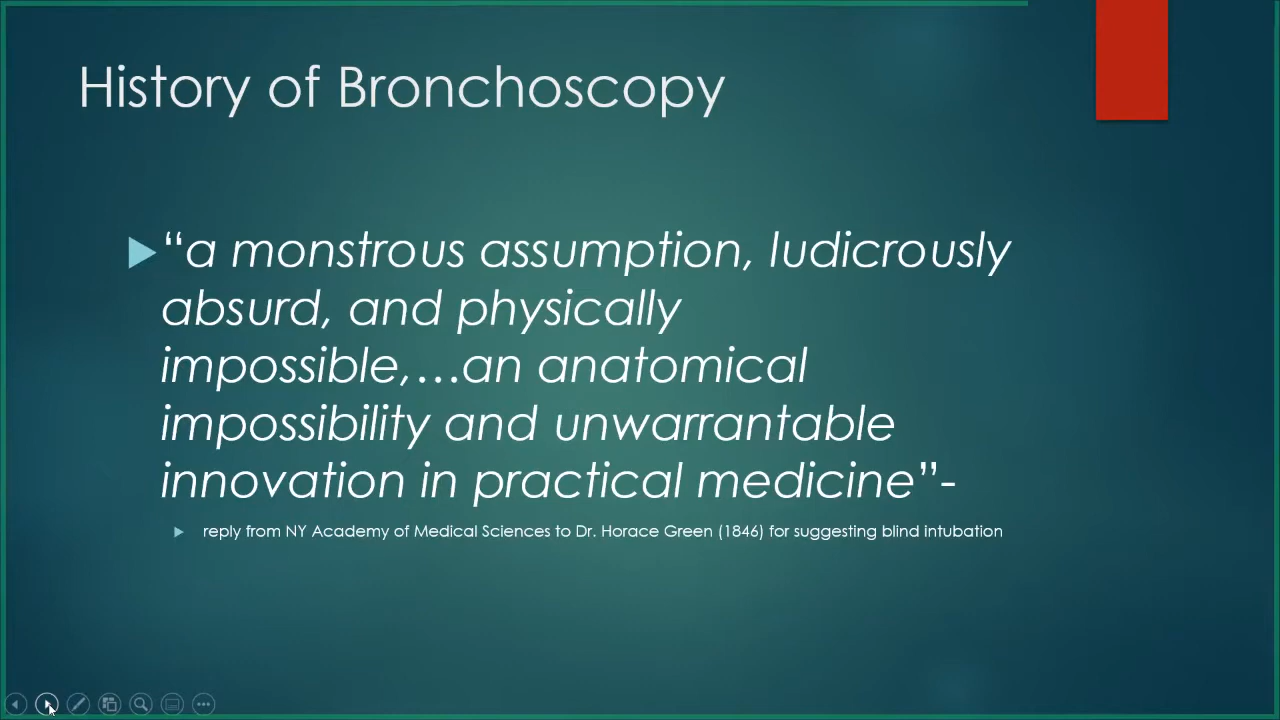 History of Bronchoscopy
“a monstrous assumption, ludicrously
absurd, and physically
impossible,…an anatomical
impossibility and unwarrantable
innovation in practical medicine”-
reply from NY Academy of Medical Sciences to Dr. Horace Green (1846) for suggesting blind intubation